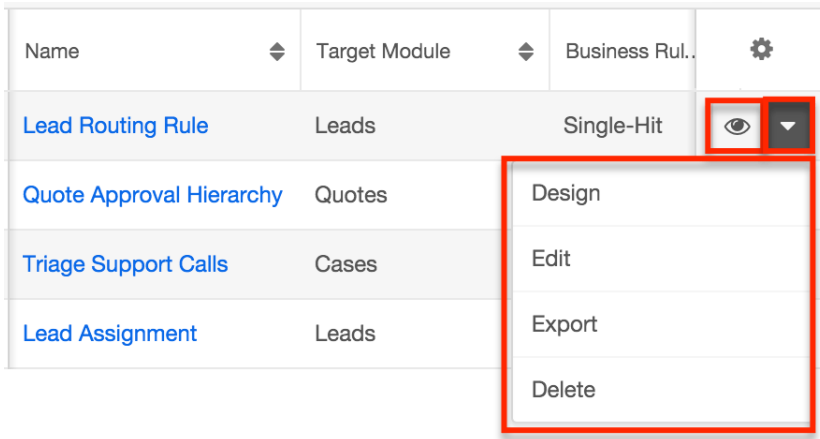 Name Target Module Business Rul..
Lead Routing Rule Leads Single-Hit
Quote Approval Hierarchy Quotes Design
Triage Support Calls Cases Edit
Export
Lead Assignment Leads
Delete